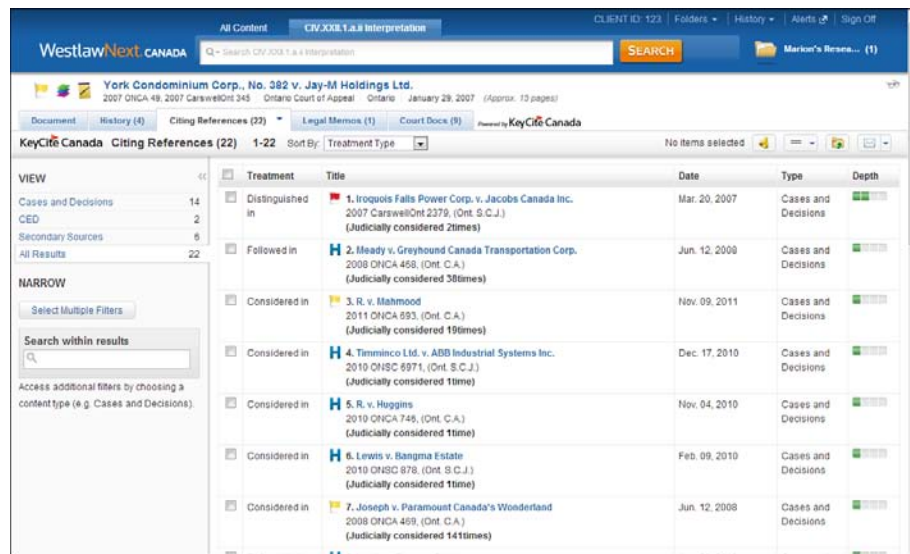 CLIENT ID: 123 Folders History Alerts Sign Off
All Content CIV.XXII.1.a.ii Interpretation
WestlawNext CANADA Search CIV.XXII.1.a.ii Interpretation SEARCH Marion's Resea... (1)
York Condominium Corp., No. 382 v. Jay-M Holdings Ltd.
2007 ONCA 49, 2007 CarswellOnt 345 Ontario Court of Appeal Ontario January 29, 2007 (Approx. 13 pages)
Document History (4) Citing References (22) Legal Memos (1) Court Docs (9) Powered by KeyCite Canada
KeyCite Canada Citing References (22) 1-22 Sort By: Treatment Type No items selected
VIEW
Cases and Decisions 14
CED 2
Secondary Sources 6
All Results 22
NARROW
Select Multiple Filters
Search within results
Access additional filters by choosing a
content type (e.g. Cases and Decisions).
Treatment Title Date Type Depth
Distinguished in 1. Iroquois Falls Power Corp. v. Jacobs Canada Inc. Mar. 20, 2007 Cases and Decisions
2007 CarswellOnt 2379, (Ont. S.C.J.)
(Judicially considered 2times)
Followed in H 2. Meady v. Greyhound Canada Transportation Corp. Jun. 12, 2008 Cases and Decisions
2008 ONCA 468, (Ont. C.A.)
(Judicially considered 38times)
Considered in 3. R. v. Mahmood Nov. 09, 2011 Cases and Decisions
2011 ONCA 693, (Ont. C.A.)
(Judicially considered 19times)
Considered in H 4. Timminco Ltd. v. ABB Industrial Systems Inc. Dec. 17, 2010 Cases and Decisions
2010 ONSC 6971, (Ont. S.C.J.)
(Judicially considered 1time)
Considered in H 5. R. v. Huggins Nov. 04, 2010 Cases and Decisions
2010 ONCA 746, (Ont. C.A.)
(Judicially considered 1time)
Considered in H 6. Lewis v. Bangma Estate Feb. 09, 2010 Cases and Decisions
2010 ONSC 878, (Ont. S.C.J.)
(Judicially considered 1time)
Considered in 7. Joseph v. Paramount Canada's Wonderland Jun. 12, 2008 Cases and Decisions
2008 ONCA 469, (Ont. C.A.)
(Judicially considered 141times)